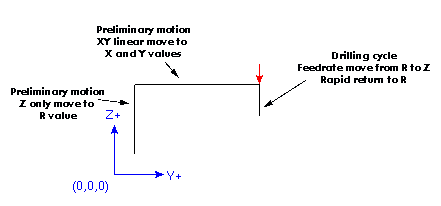 Preliminary motion
XY linear move to
X and Y values
Drilling cycle
Feedrate move from R to Z
Rapid return to R
Preliminary motion
Z only move to
R value
Z+
Y+
(0,0,0)